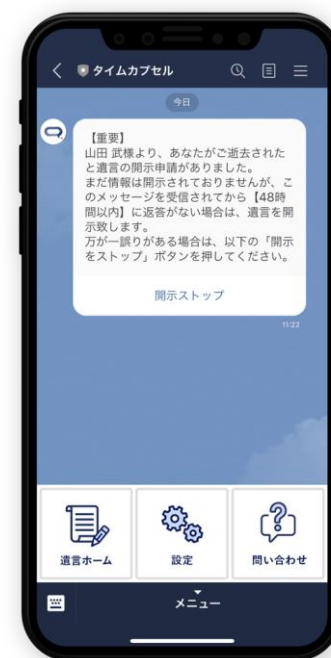 タイムカプセル
今日
【重要】
山田 武様より、あなたがご逝去された
と遺言の開示申請がありました。
まだ情報は開示されておりませんが、こ
のメッセージを受信されてから【48時
間以内】に返答がない場合は、遺言を開
示致します。
万が一誤りがある場合は、以下の「開示
をストップ」ボタンを押してください。
開示ストップ
11:22
遺言ホーム
設定
問い合わせ
メニュー